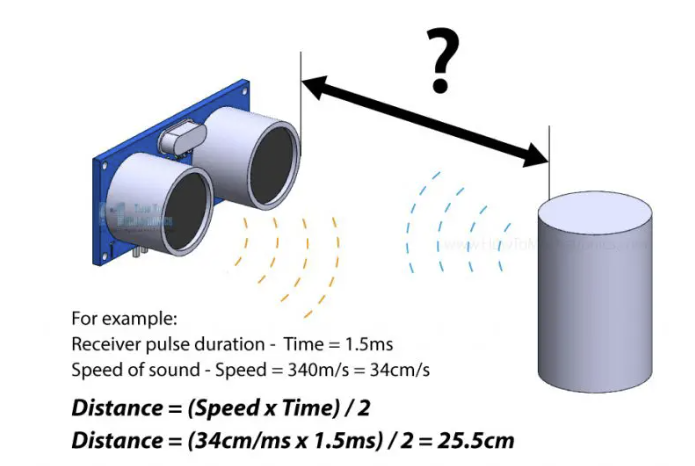 ?
For example:
Receiver pulse duration - Time = 1.5ms
Speed of sound - Speed = 340m/s = 34cm/s
Distance = (Speed x Time) / 2
Distance = (34cm/ms x 1.5ms) / 2 = 25.5cm